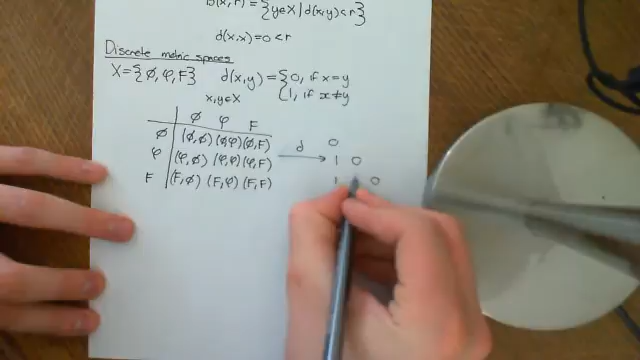 B(x,r) = {y∈X | d(x,y)<r}
d(x,x)=0<r
Discrete metric spaces
X={∅,φ,F} d(x,y) = {0, if x=y
x,y∈X {1, if x≠y
∅ φ F
∅ (∅,∅) (∅,φ) (∅,F) d 0
φ (φ,∅) (φ,φ) (φ,F) 1 0
F (F,∅) (F,φ) (F,F) 1 0